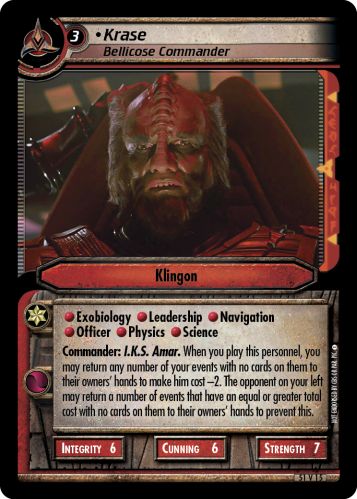 3
• Krase
Bellicose Commander
Klingon
• Exobiology • Leadership • Navigation
• Officer • Physics • Science
Commander: I.K.S. Amar. When you play this personnel, you
may return any number of your events with no cards on them to
their owners' hands to make him cost –2. The opponent on left
may return a number of events that have an equal or greater total
cost with no cards on them to their owners' hands to prevent this.
INTEGRITY 6 CUNNING 6 STRENGTH 7
51 V 15